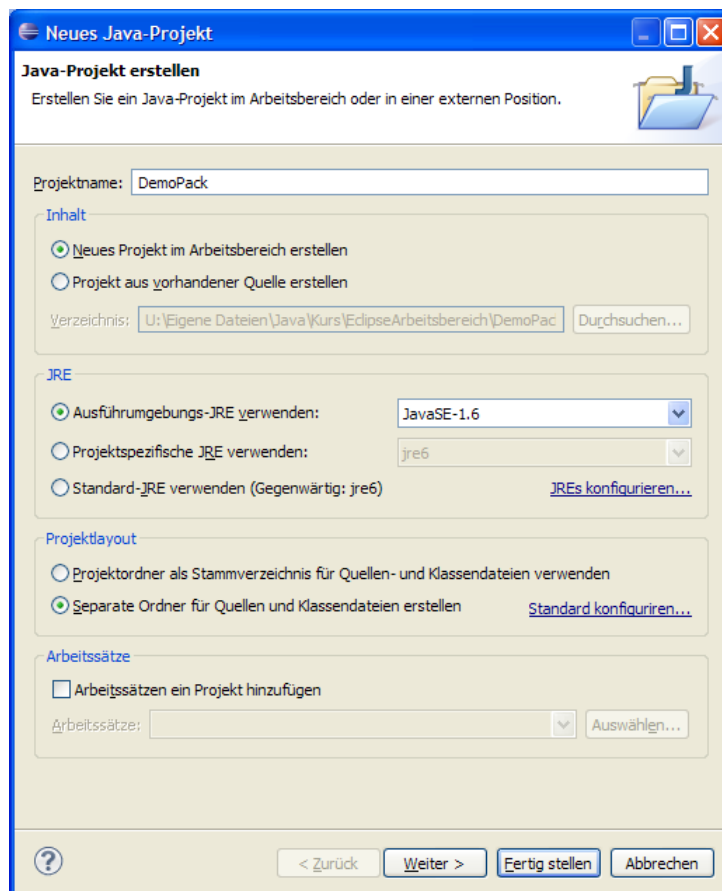 Neues Java-Projekt
Java-Projekt erstellen
Erstellen Sie ein Java-Projekt im Arbeitsbereich oder in einer externen Position.
Projektname: DemoPack
Inhalt
Neues Projekt im Arbeitsbereich erstellen
Projekt aus vorhandener Quelle erstellen
Verzeichnis: U:\Eigene Dateien\Java\Kurs\EclipseArbeitsbereich\DemoPac Durchsuchen...
JRE
Ausführumgebungs-JRE verwenden: JavaSE-1.6
Projektspezifische JRE verwenden: jre6
Standard-JRE verwenden (Gegenwärtig: jre6) JREs konfigurieren...
Projektlayout
Projektordner als Stammverzeichnis für Quellen- und Klassendateien verwenden
Separate Ordner für Quellen und Klassendateien erstellen Standard konfiguriren...
Arbeitssätze
Arbeitssätzen ein Projekt hinzufügen
Arbeitssätze: Auswählen...
? < Zurück Weiter > Fertig stellen Abbrechen